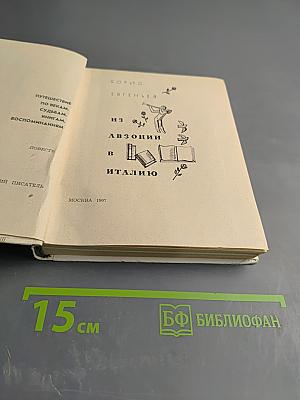 ПУТЕШЕСТВИЕ
ПО ВЕКАМ,
СУДЬБАМ,
КНИГАМ,
ВОСПОМИНАНИЯМ
ПОВЕСТЬ
ПИСАТЕЛЬ
БОРИС
ЕВГЕНЬЕВ
ИЗ
АВЗОНИИ
В
ИТАЛИЮ
МОСКВА 1967
15 см
БФ БИБЛИОФАН